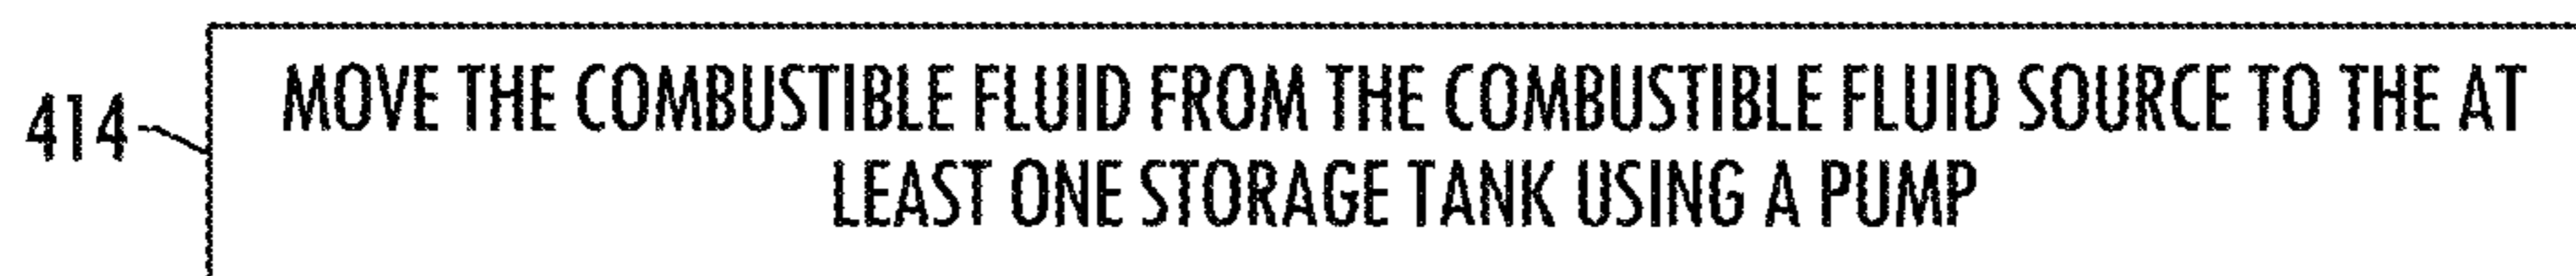 414
MOVE THE COMBUSTIBLE FLUID FROM THE COMBUSTIBLE FLUID SOURCE TO THE AT
LEAST ONE STORAGE TANK USING A PUMP